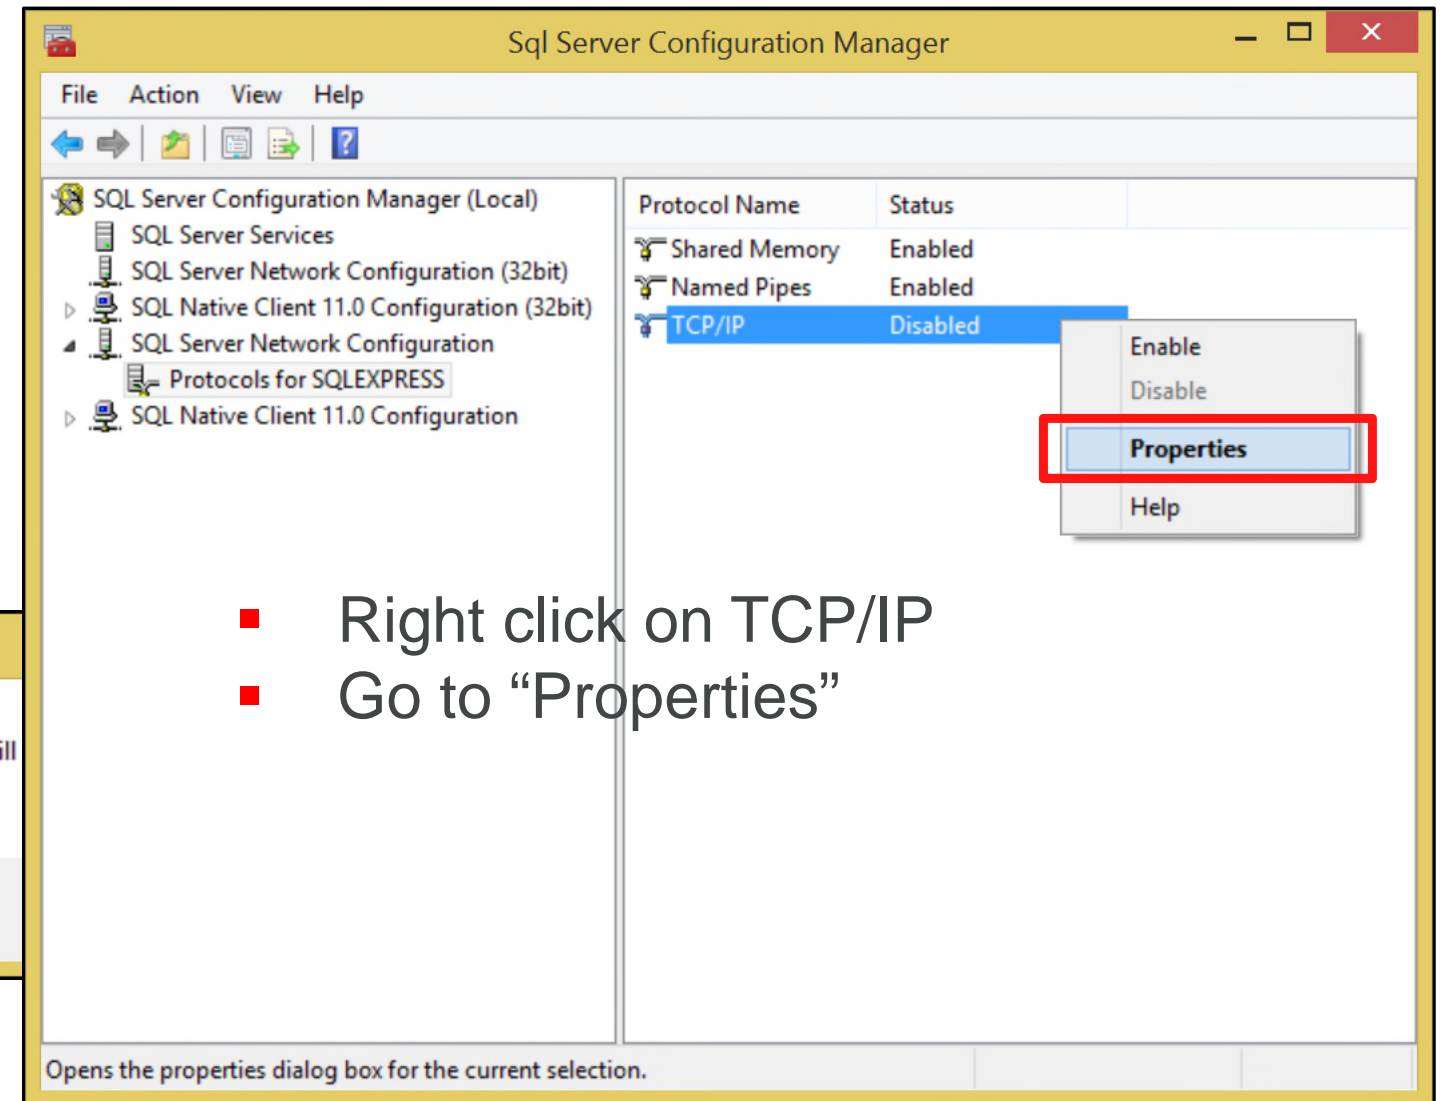 Sql Server Configuration Manager
File Action View Help
SQL Server Configuration Manager (Local)
SQL Server Services
SQL Server Network Configuration (32bit)
SQL Native Client 11.0 Configuration (32bit)
SQL Server Network Configuration
Protocols for SQLEXPRESS
SQL Native Client 11.0 Configuration
Protocol Name Status
Shared Memory Enabled
Named Pipes Enabled
TCP/IP Disabled
Enable
Disable
Properties
Help
▪ Right click on TCP/IP
▪ Go to “Properties”
ill
Opens the properties dialog box for the current selection.